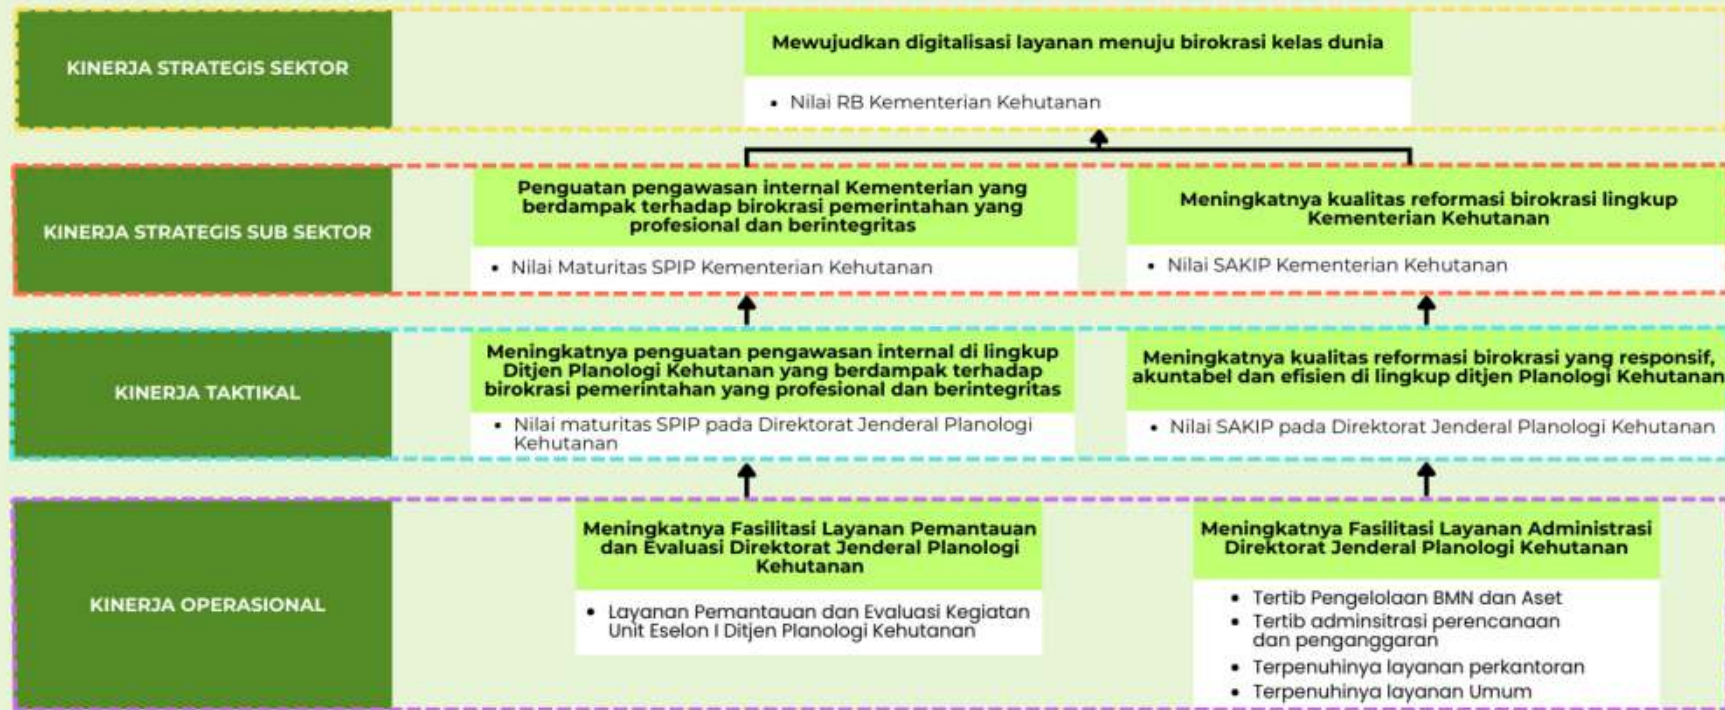 KINERJA STRATEGIS SEKTOR
Mewujudkan digitalisasi layanan menuju birokrasi kelas dunia
• Nilai RB Kementerian Kehutanan
KINERJA STRATEGIS SUB SEKTOR
Penguatan pengawasan internal Kementerian yang
berdampak terhadap birokrasi pemerintahan yang
profesional dan berintegritas
• Nilai Maturitas SPIP Kementerian Kehutanan
Meningkatnya kualitas reformasi birokrasi lingkup
Kementerian Kehutanan
• Nilai SAKIP Kementerian Kehutanan
KINERJA TAKTIKAL
Meningkatnya penguatan pengawasan internal di lingkup
Ditjen Planologi Kehutanan yang berdampak terhadap
birokrasi pemerintahan yang profesional dan berintegritas
• Nilai maturitas SPIP pada Direktorat Jenderal Planologi
Kehutanan
Meningkatnya kualitas reformasi birokrasi yang responsif,
akuntabel dan efisien di lingkup ditjen Planologi Kehutanan
• Nilai SAKIP pada Direktorat Jenderal Planologi Kehutanan
KINERJA OPERASIONAL
Meningkatnya Fasilitasi Layanan Pemantauan
dan Evaluasi Direktorat Jenderal Planologi
Kehutanan
• Layanan Pemantauan dan Evaluasi Kegiatan
Unit Eselon I Ditjen Planologi Kehutanan
Meningkatnya Fasilitasi Layanan Administrasi
Direktorat Jenderal Planologi Kehutanan
• Tertib Pengelolaan BMN dan Aset
• Tertib adminsitrasi perencanaan
dan penganggaran
• Terpenuhinya layanan perkantoran
• Terpenuhinya layanan Umum